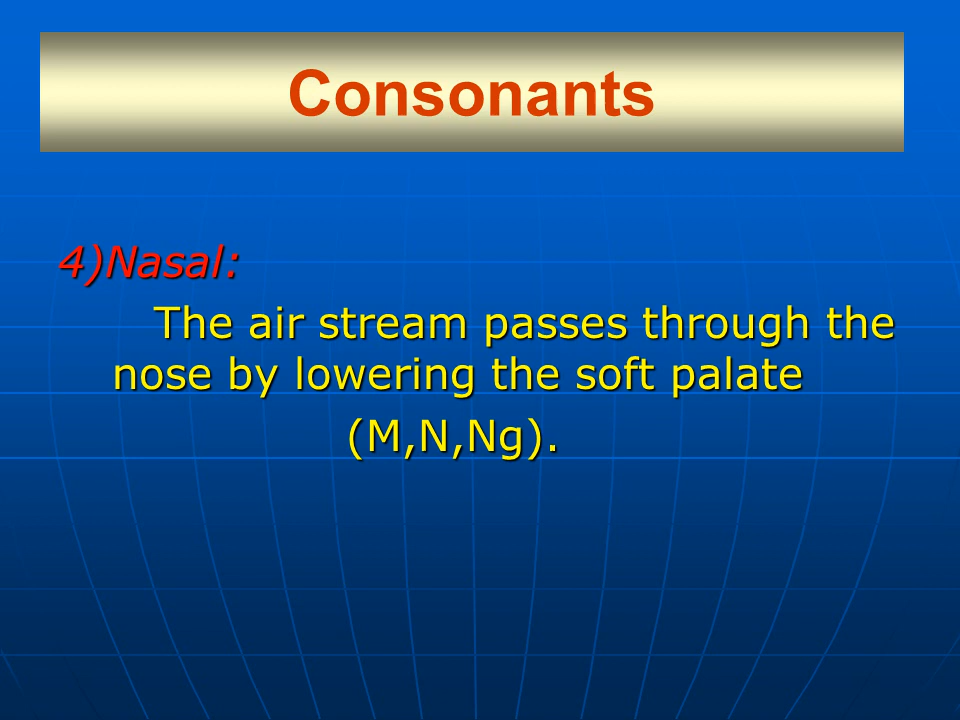 Consonants
4)Nasal:
The air stream passes through the
nose by lowering the soft palate
(M,N,Ng).